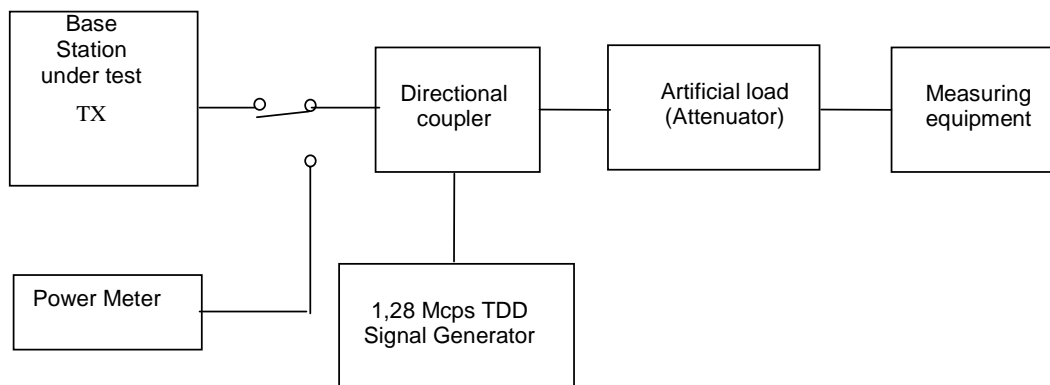 Base
Station
under test
TX
Directional
coupler
Artificial load
(Attenuator)
Measuring
equipment
Power Meter
1,28 Mcps TDD
Signal Generator